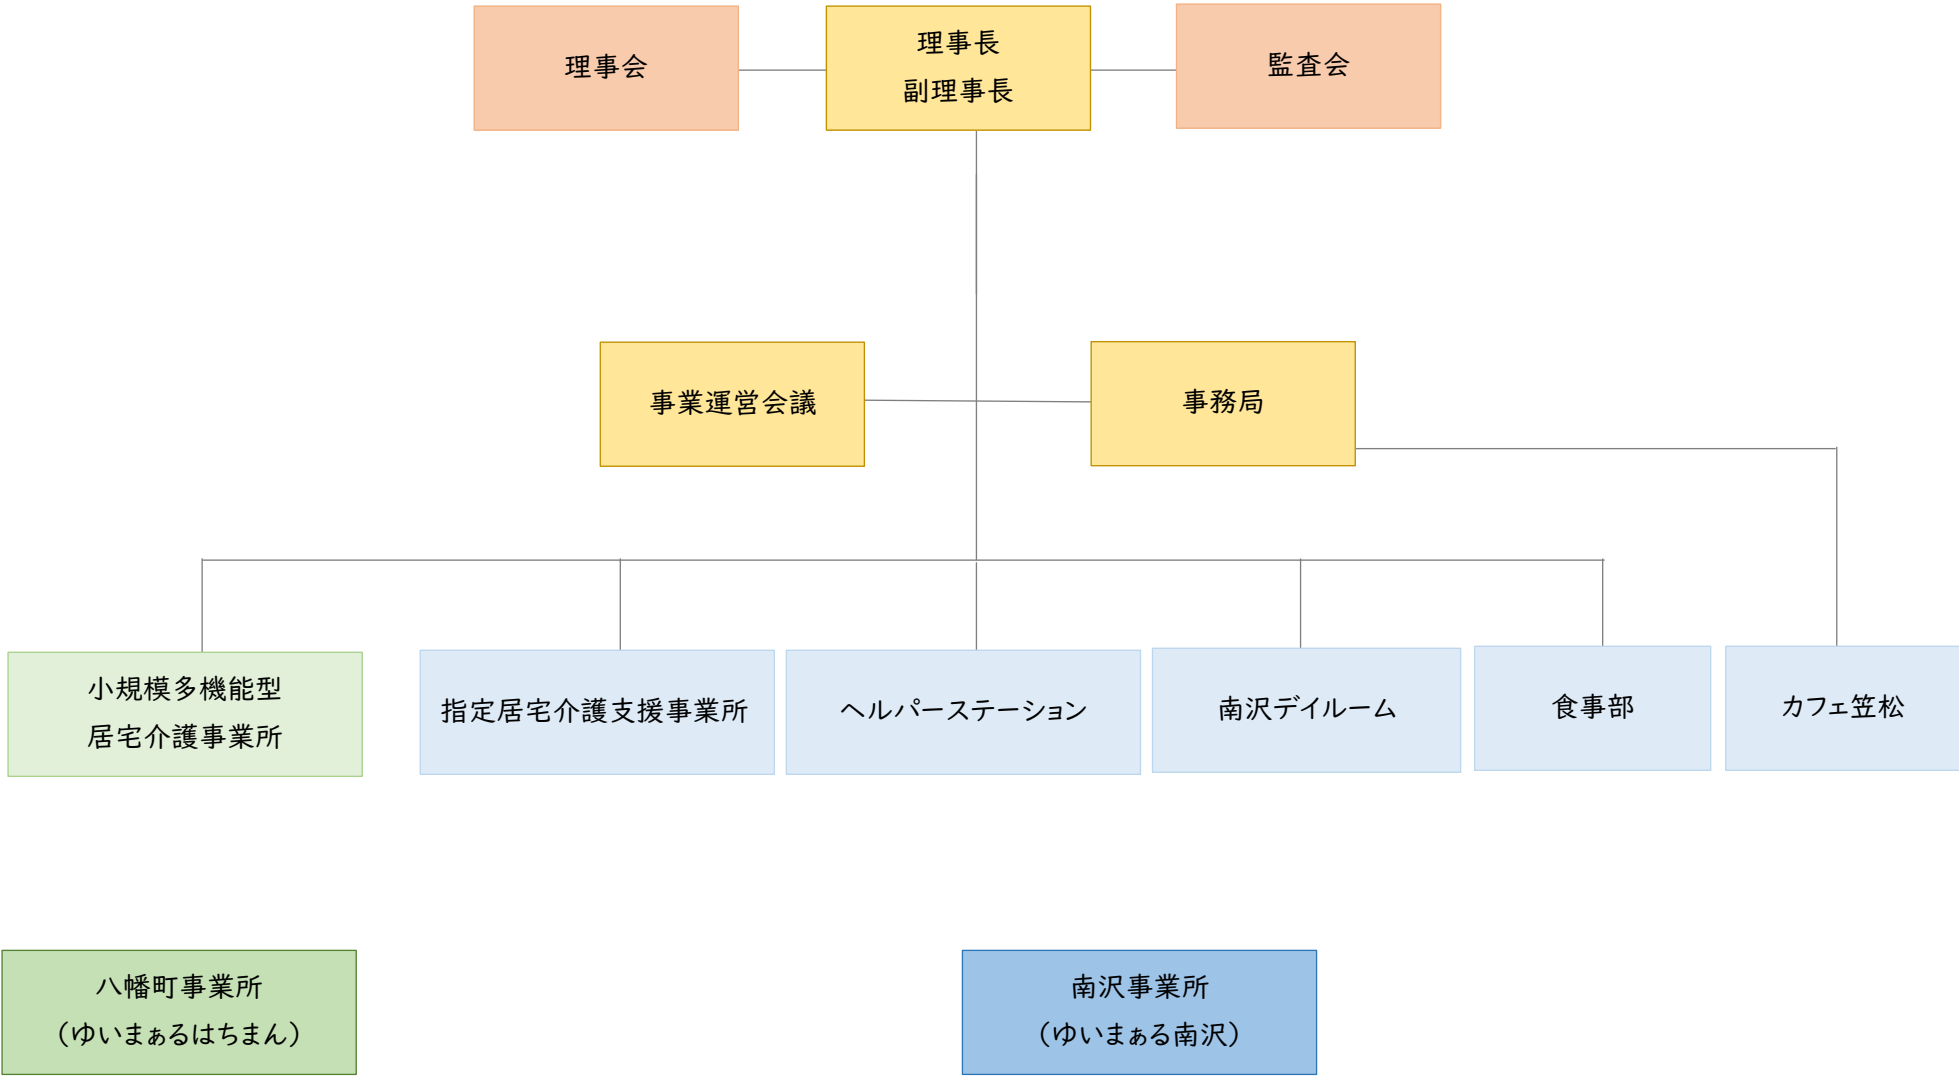 理事会
理事長
副理事長
監査会
事業運営会議
事務局
小規模多機能型
居宅介護事業所
指定居宅介護支援事業所
ヘルパーステーション
南沢デイルーム
食事部
カフェ笠松
八幡町事業所
（ゆいまぁるはちまん）
南沢事業所
（ゆいまぁる南沢）